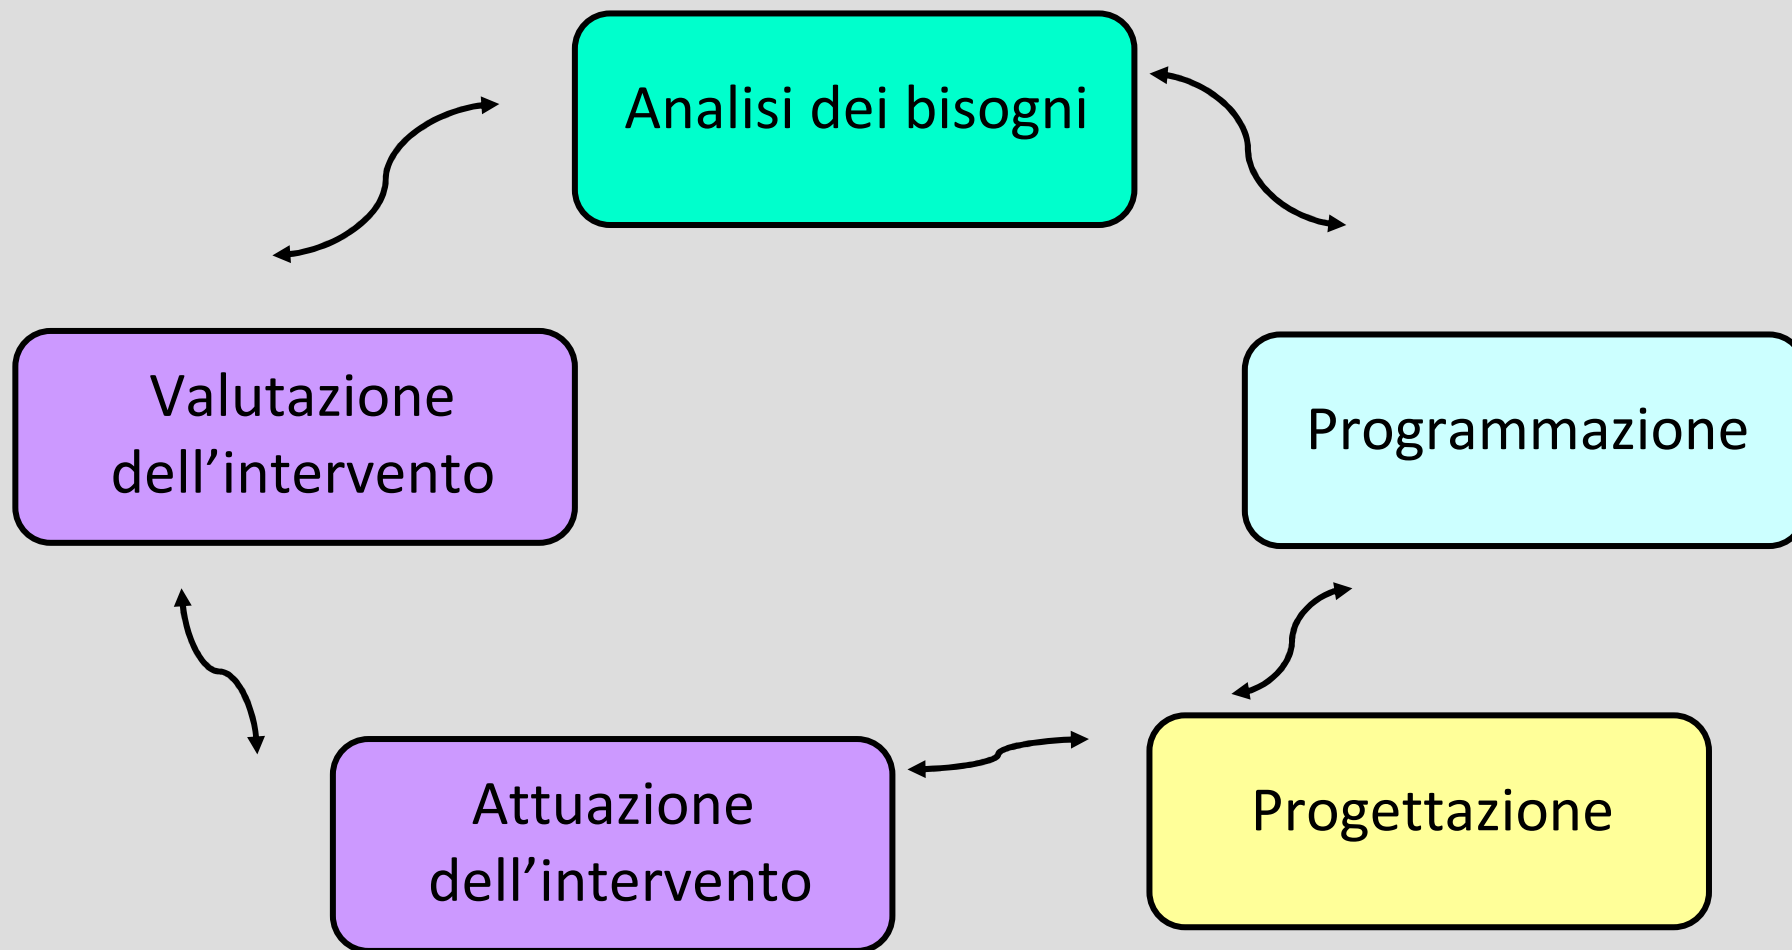 Analisi dei bisogni
Valutazione
dell’intervento
Programmazione
Attuazione
dell’intervento
Progettazione